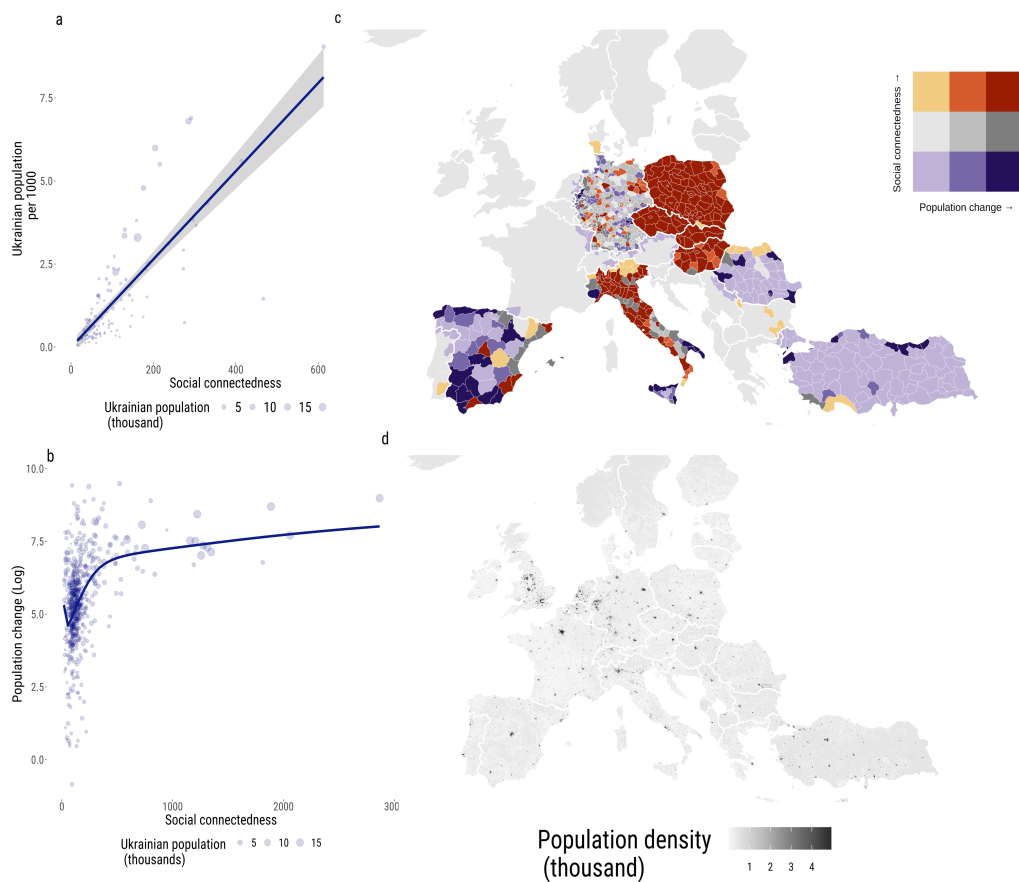 a
Ukrainian population
per 1000
7.5
5.0
2.5
0.0
0
200
400
600
Social connectedness
Ukrainian population
(thousand)
5
10
15
b
Population change (Log)
10.0
7.5
5.0
2.5
0.0
0
1000
2000
300
Social connectedness
Ukrainian population
(thousands)
5
10
15
c
Social connectedness →
Population change →
d
Population density
(thousand)
1
2
3
4